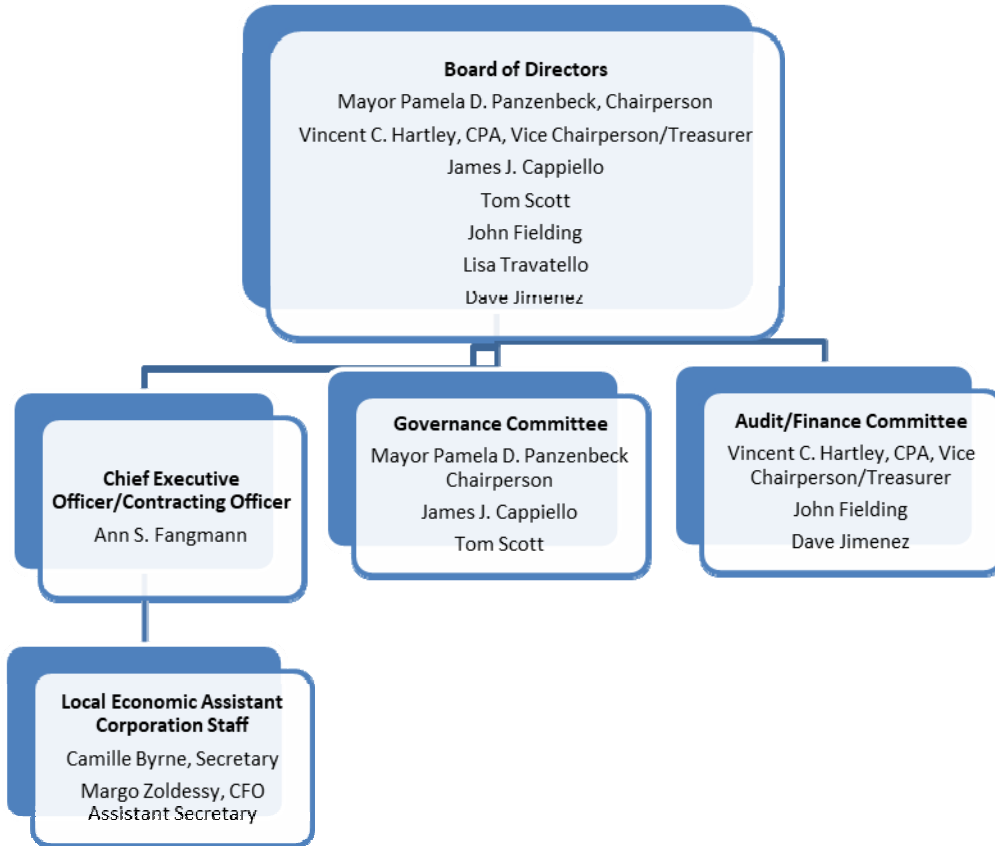 Board of Directors
Mayor Pamela D. Panzenbeck, Chairperson
Vincent C. Hartley, CPA, Vice Chairperson/Treasurer
James J. Cappiello
Tom Scott
John Fielding
Lisa Travatello
Dave Jimenez
Chief Executive
Officer/Contracting Officer
Ann S. Fangmann
Governance Committee
Mayor Pamela D. Panzenbeck
Chairperson
James J. Cappiello
Tom Scott
Audit/Finance Committee
Vincent C. Hartley, CPA, Vice
Chairperson/Treasurer
John Fielding
Dave Jimenez
Local Economic Assistant
Corporation Staff
Camille Byrne, Secretary
Margo Zoldessy, CFO
Assistant Secretary